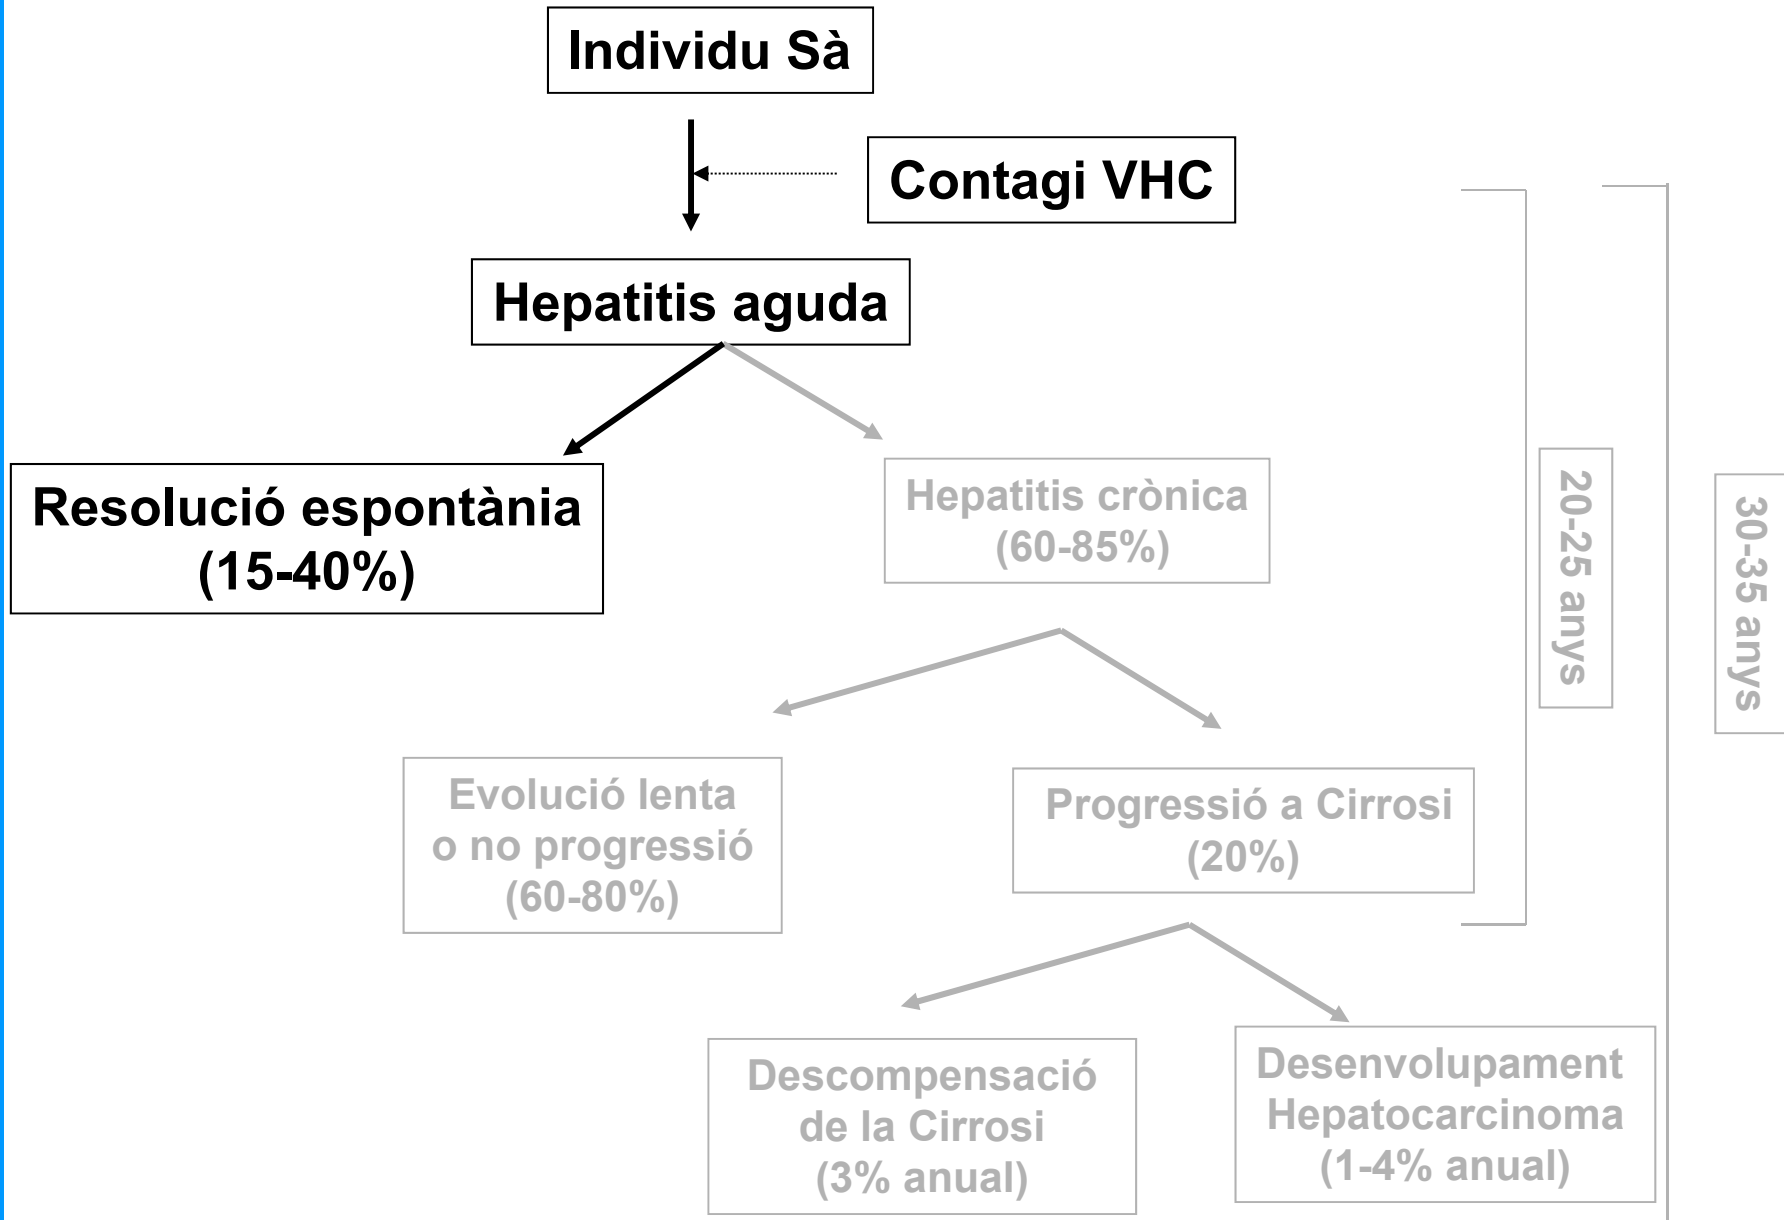 Individu Sà
Contagi VHC
Hepatitis aguda
Resolució espontània
(15-40%)
Hepatitis crònica
(60-85%)
20-25 anys
30-35 anys
Evolució lenta
o no progressió
(60-80%)
Progressió a Cirrosi
(20%)
Descompensació
de la Cirrosi
(3% anual)
Desenvolupament
Hepatocarcinoma
(1-4% anual)